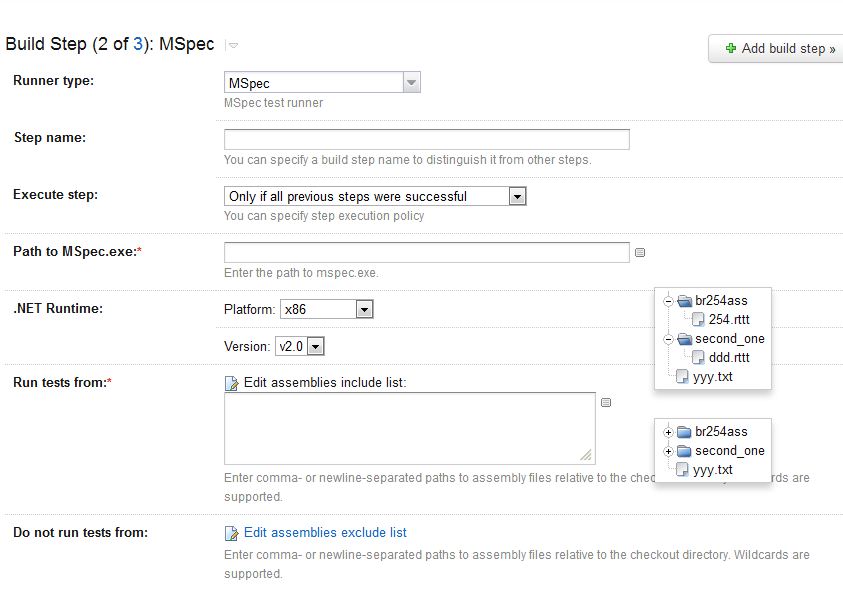 Build Step (2 of 3): MSpec
Add build step »
Runner type:
MSpec
MSpec test runner
Step name:
You can specify a build step name to distinguish it from other steps.
Execute step:
Only if all previous steps were successful
You can specify step execution policy
Path to MSpec.exe:*
Enter the path to mspec.exe.
.NET Runtime:
Platform: x86
Version: v2.0
br254ass
254.rttt
second_one
ddd.rttt
yyy.txt
Run tests from:*
Edit assemblies include list:
br254ass
second_one
yyy.txt
Enter comma- or newline-separated paths to assembly files relative to the are
supported.
Do not run tests from:
Edit assemblies exclude list
Enter comma- or newline-separated paths to assembly files relative to the checkout directory. Wildcards are
supported.